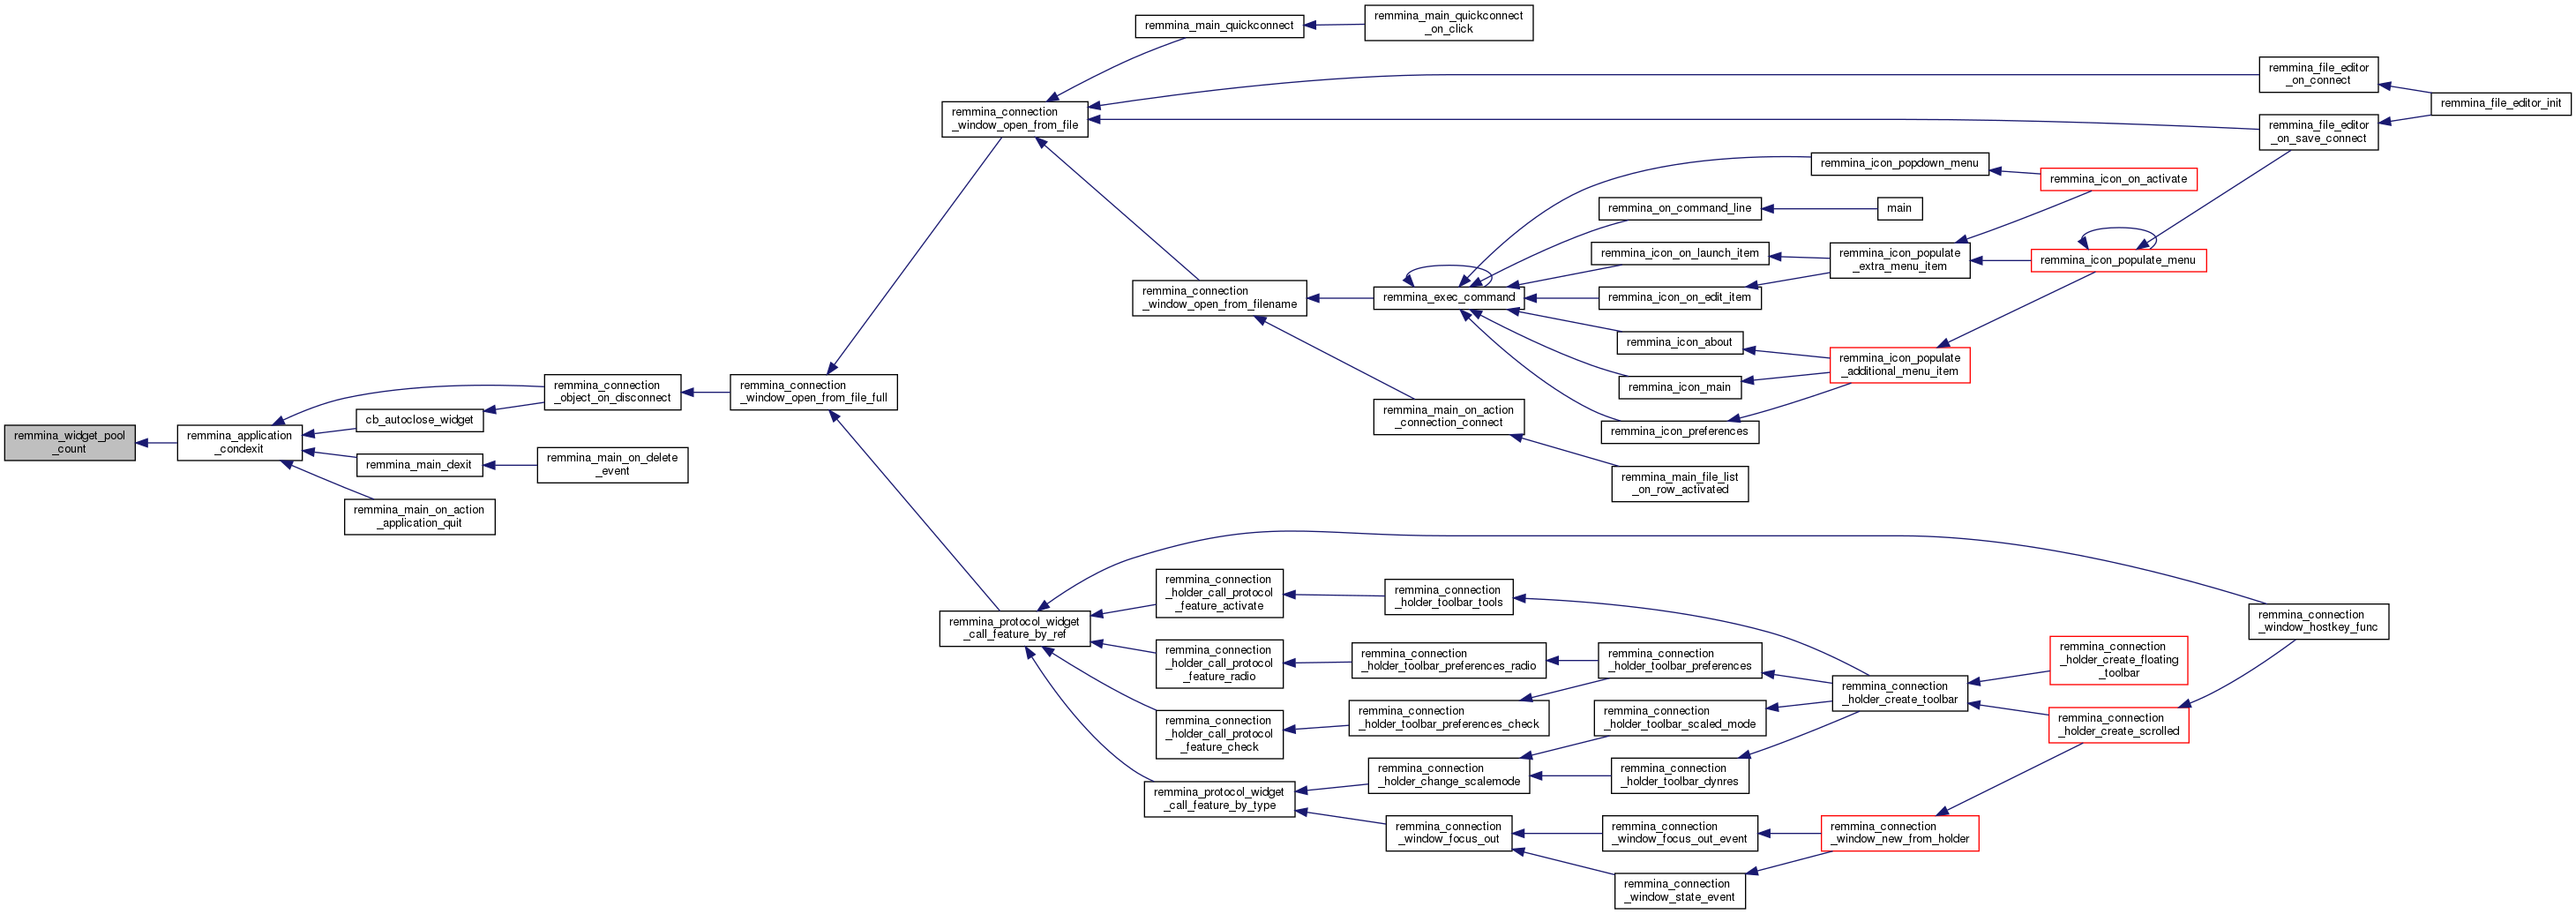 remmina_widget_pool
_count
remmina_application
_condexit
remmina_connection
_object_on_disconnect
cb_autoclose_widget
remmina_main_dexit
remmina_main_on_action
_application_quit
remmina_main_on_delete
_event
remmina_connection
_window_open_from_file_full
remmina_connection
_window_open_from_file
remmina_main_quickconnect
remmina_main_quickconnect
_on_click
remmina_file_editor
_on_connect
remmina_file_editor
_on_save_connect
remmina_file_editor_init
remmina_connection
_window_open_from_filename
remmina_exec_command
remmina_icon_popdown_menu
remmina_icon_on_activate
remmina_on_command_line
main
remmina_icon_on_launch_item
remmina_icon_populate
_extra_menu_item
remmina_icon_populate_menu
remmina_icon_on_edit_item
remmina_icon_about
remmina_icon_populate
_additional_menu_item
remmina_icon_main
remmina_icon_preferences
remmina_main_on_action
_connection_connect
remmina_main_file_list
_on_row_activated
remmina_protocol_widget
_call_feature_by_ref
remmina_connection
_holder_call_protocol
_feature_activate
remmina_connection
_holder_toolbar_tools
remmina_connection
_window_hostkey_func
remmina_connection
_holder_call_protocol
_feature_radio
remmina_connection
_holder_toolbar_preferences_radio
remmina_connection
_holder_toolbar_preferences
remmina_connection
_holder_create_toolbar
remmina_connection
_holder_create_floating
_toolbar
remmina_connection
_holder_call_protocol
_feature_check
remmina_connection
_holder_toolbar_preferences_check
remmina_connection
_holder_toolbar_scaled_mode
remmina_connection
_holder_create_scrolled
remmina_protocol_widget
_call_feature_by_type
remmina_connection
_holder_change_scalemode
remmina_connection
_holder_toolbar_dynres
remmina_connection
_window_focus_out
remmina_connection
_window_focus_out_event
remmina_connection
_window_new_from_holder
remmina_connection
_window_state_event